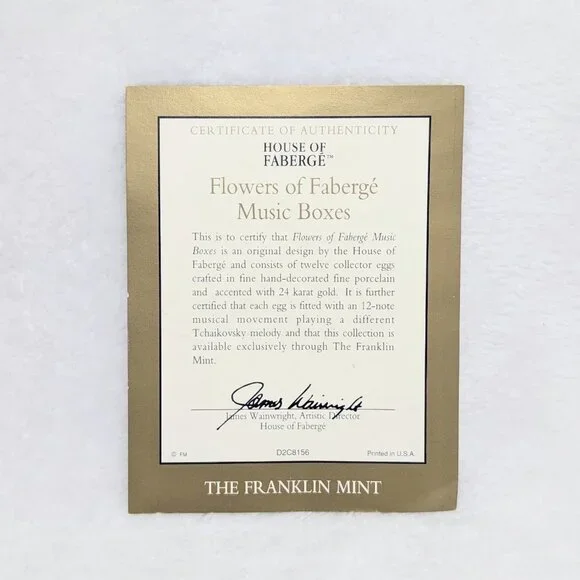 CERTIFICATE OF AUTHENTICITY
HOUSE OF
FABERGÉ™
Flowers of Fabergé
Music Boxes
This is to certify that Flowers of Fabergé Music
Boxes is an original design by the House of
Fabergé and consists of twelve collector eggs
crafted in fine hand-decorated fine porcelain
and accented with 24 karat gold. It is further
certified that each egg is fitted with an 12-note
musical movement playing a different
Tchaikovsky melody and that this collection is
available exclusively through The Franklin
Mint.
James Wainwright
James Wainwright, Artistic Director
House of Fabergé
© FM D2C8156 Printed in U.S.A.
THE FRANKLIN MINT